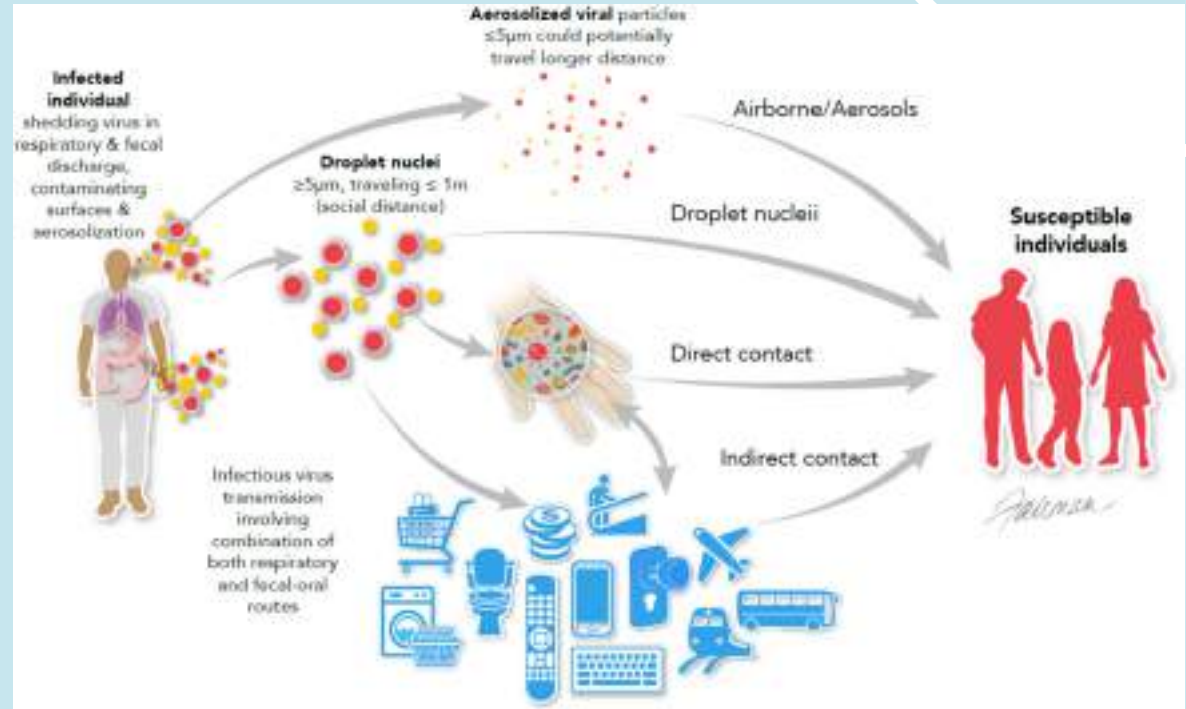 Aerosolized viral particles
≤5µm could potentially
travel longer distance
Infected
individual
shedding virus in
respiratory & fecal
discharge,
contaminating
surfaces &
aerosolization
Airborne/Aerosols
Droplet nuclei
≥5µm, traveling ≤ 1m
(social distance)
Droplet nucleii
Susceptible
individuals
Direct contact
Indirect contact
Infectious virus
transmission
involving
combination of
both respiratory
and fecal-oral
routes
$